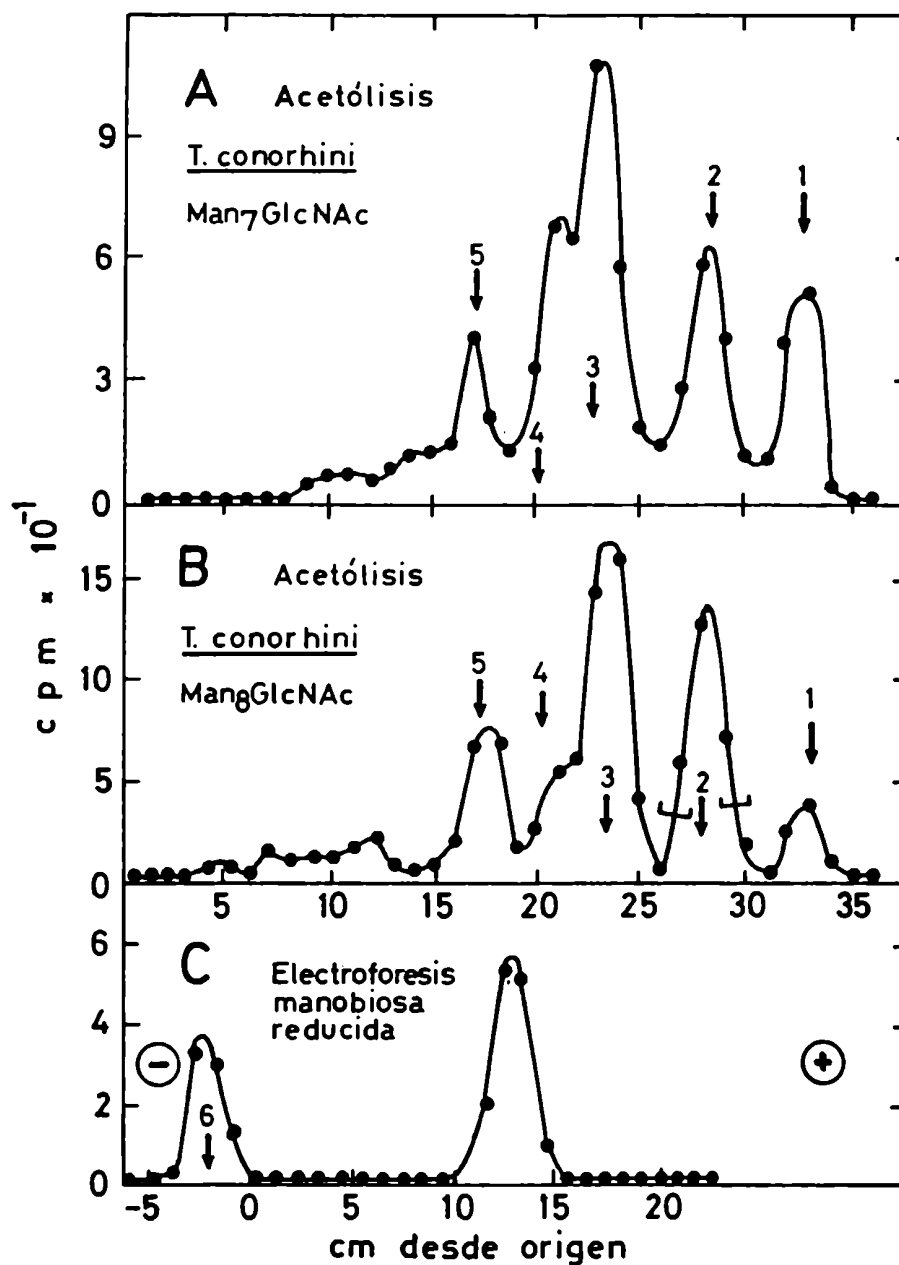 A Acetólisis
T. conorhini
Man7GlcNAc
9
6
3
0
5
4
3
2
1
B Acetólisis
T. conorhini
Man8GlcNAc
15
10
5
0
5
4
3
2
1
5 10 15 20 25 30 35
C Electroforesis
manobiosa
reducida
6
4
2
0
−
+
6
-5 0 5 10 15 20
cm desde origen
cpm × 10⁻¹